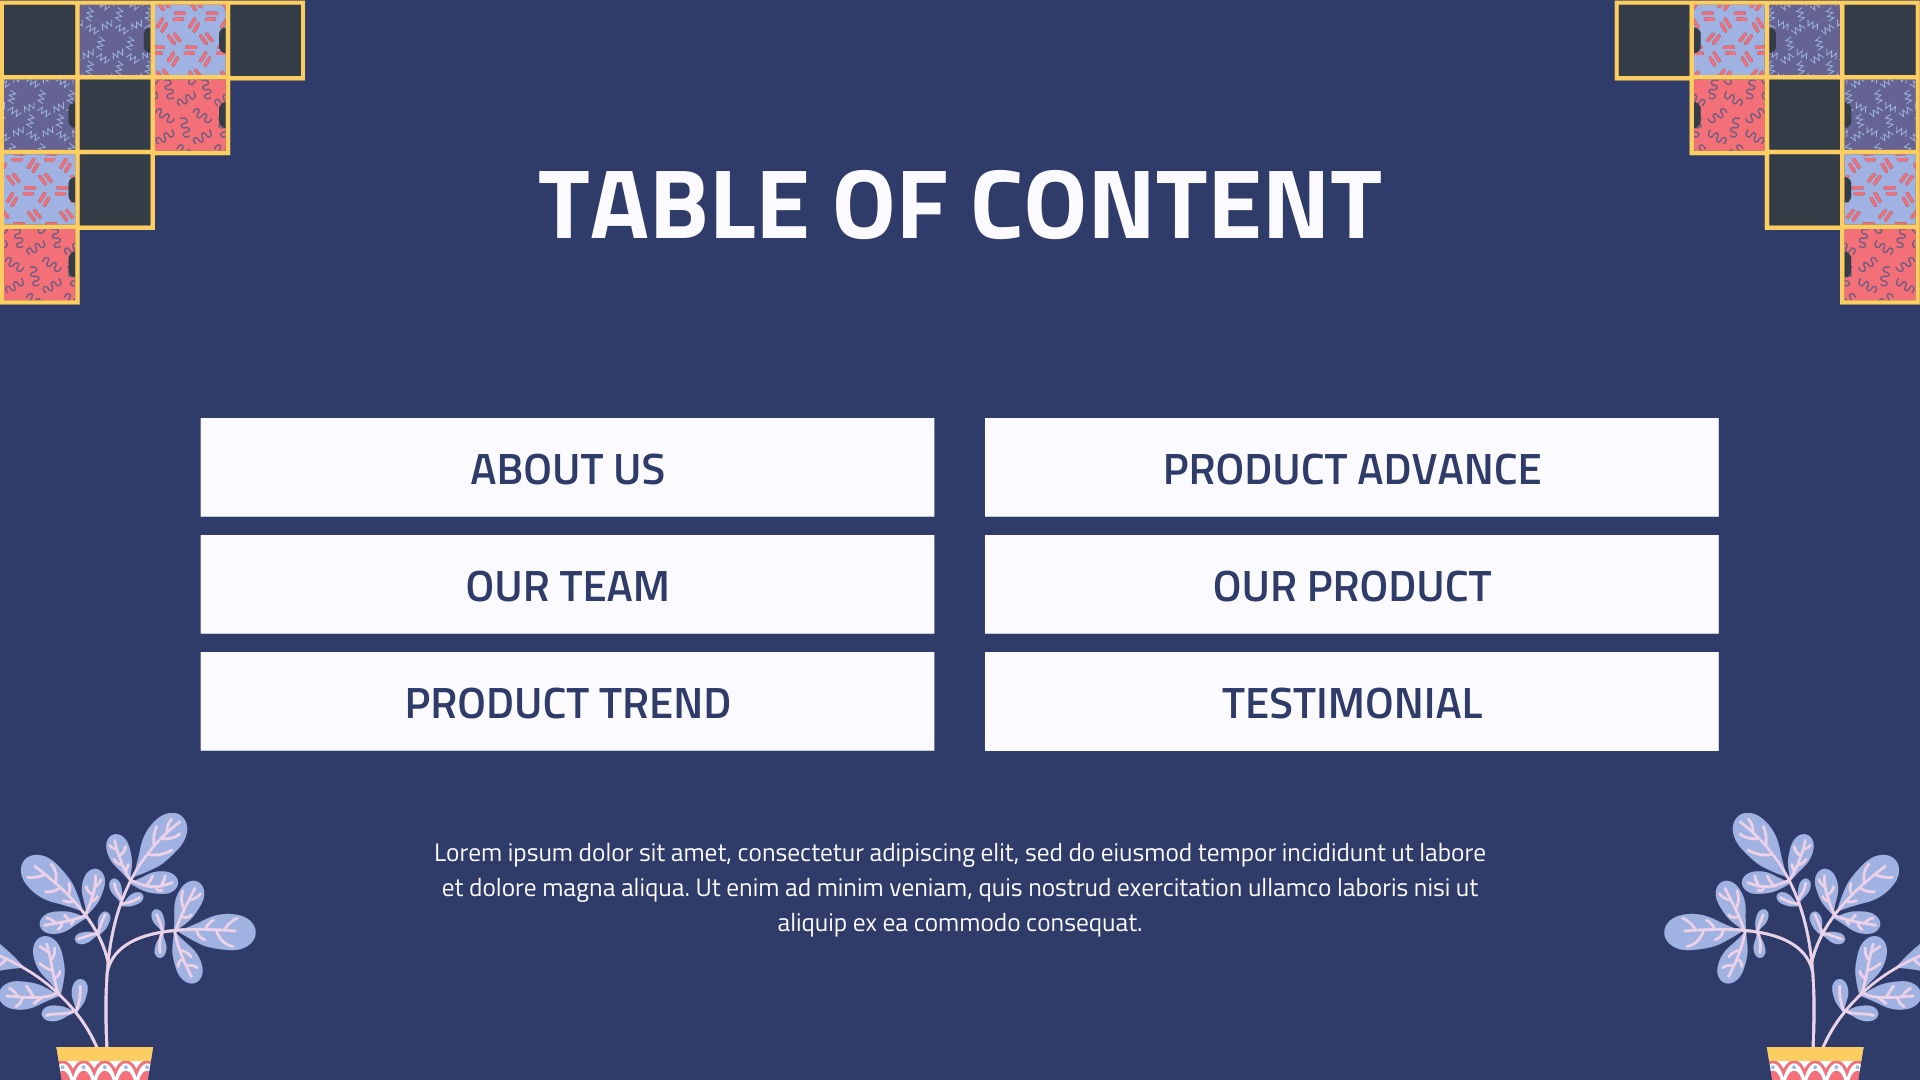 TABLE OF CONTENT
ABOUT US
PRODUCT ADVANCE
OUR TEAM
OUR PRODUCT
PRODUCT TREND
TESTIMONIAL
Lorem ipsum dolor sit amet, consectetur adipiscing elit, sed do eiusmod tempor incididunt ut labore
et dolore magna aliqua. Ut enim ad minim veniam, quis nostrud exercitation ullamco laboris nisi ut
aliquip ex ea commodo consequat.